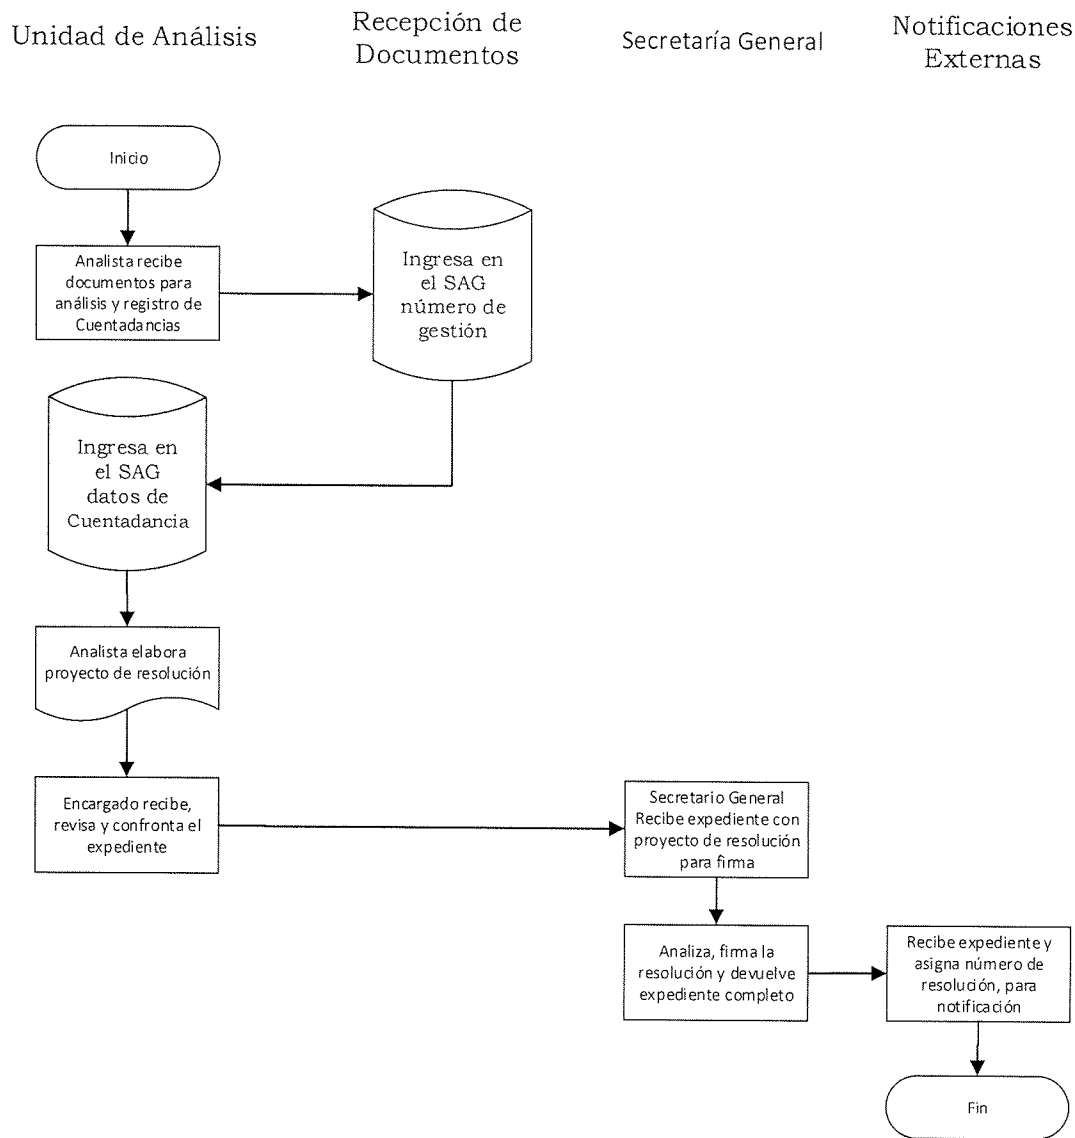 Unidad de Análisis
Recepción de
Documentos
Secretaría General
Notificaciones
Externas
Inicio
Analista recibe
documentos para
análisis y registro de
Cuentadancias
Ingresa en
el SAG
número de
gestión
Ingresa en
el SAG
datos de
Cuentadancia
Analista elabora
proyecto de resolución
Encargado recibe,
revisa y confronta el
expediente
Secretario General
Recibe expediente con
proyecto de resolución
para firma
Analiza, firma la
resolución y devuelve
expediente completo
Recibe expediente y
asigna número de
resolución, para
notificación
Fin